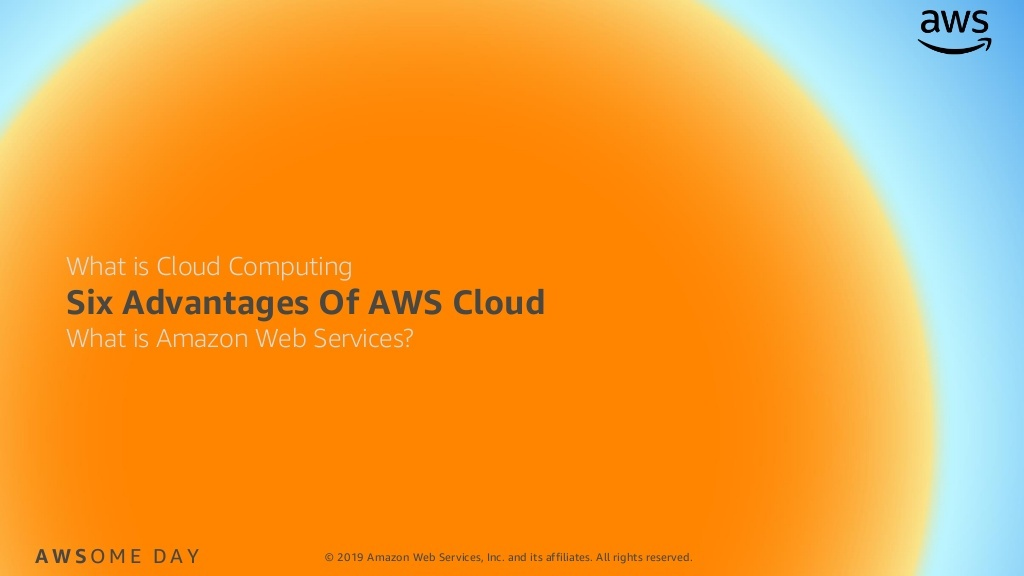 aws
What is Cloud Computing
Six Advantages Of AWS Cloud
What is Amazon Web Services?
AWSOME DAY
© 2019 Amazon Web Services, Inc. and its affiliates. All rights reserved.